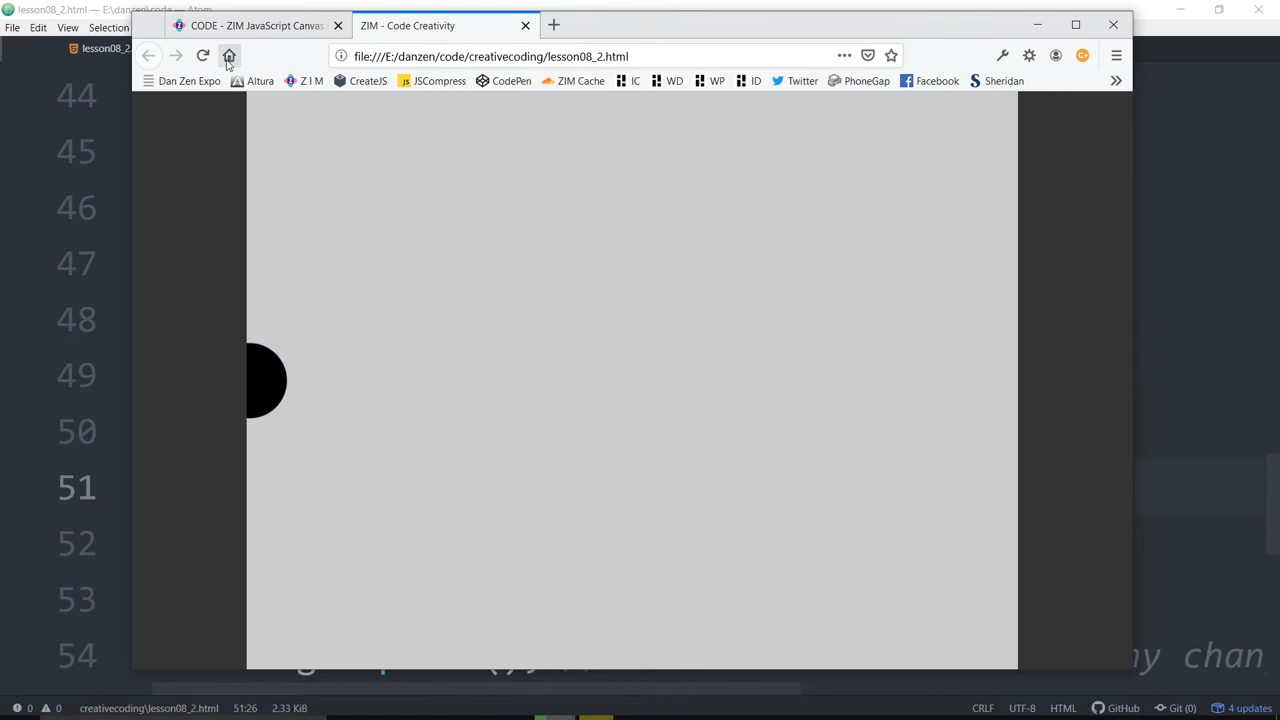 lesson08_2.html — E:\danzen\code — Atom
File Edit Selection
lesson08_2.
CODE - ZIM JavaScript Canvas
ZIM - Code Creativity
file:///E:/danzen/code/creativecoding/lesson08_2.html
Dan Zen Expo Altura Z I M CreateJS JSCompress CodePen ZIM Cache IC WD WP ID Twitter PhoneGap Facebook Sheridan
44
45
46
47
48
49
50
51
52
53
54
ny chan
0 0 creativecoding\lesson08_2.html 51:26 2.33 KiB CRLF UTF-8 HTML GitHub Git (0) 4 updates